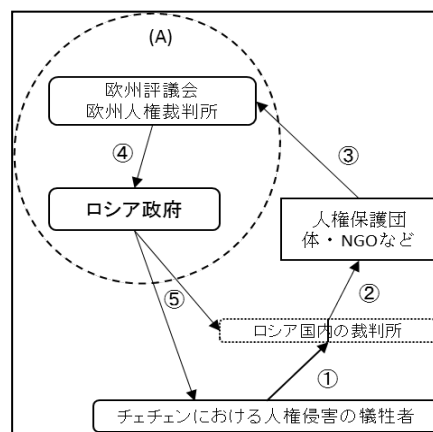 (A)
欧州評議会
欧州人権裁判所
④
③
ロシア政府
人権保護団
体・NGOなど
⑤
②
ロシア国内の裁判所
①
チェチェンにおける人権侵害の犠牲者